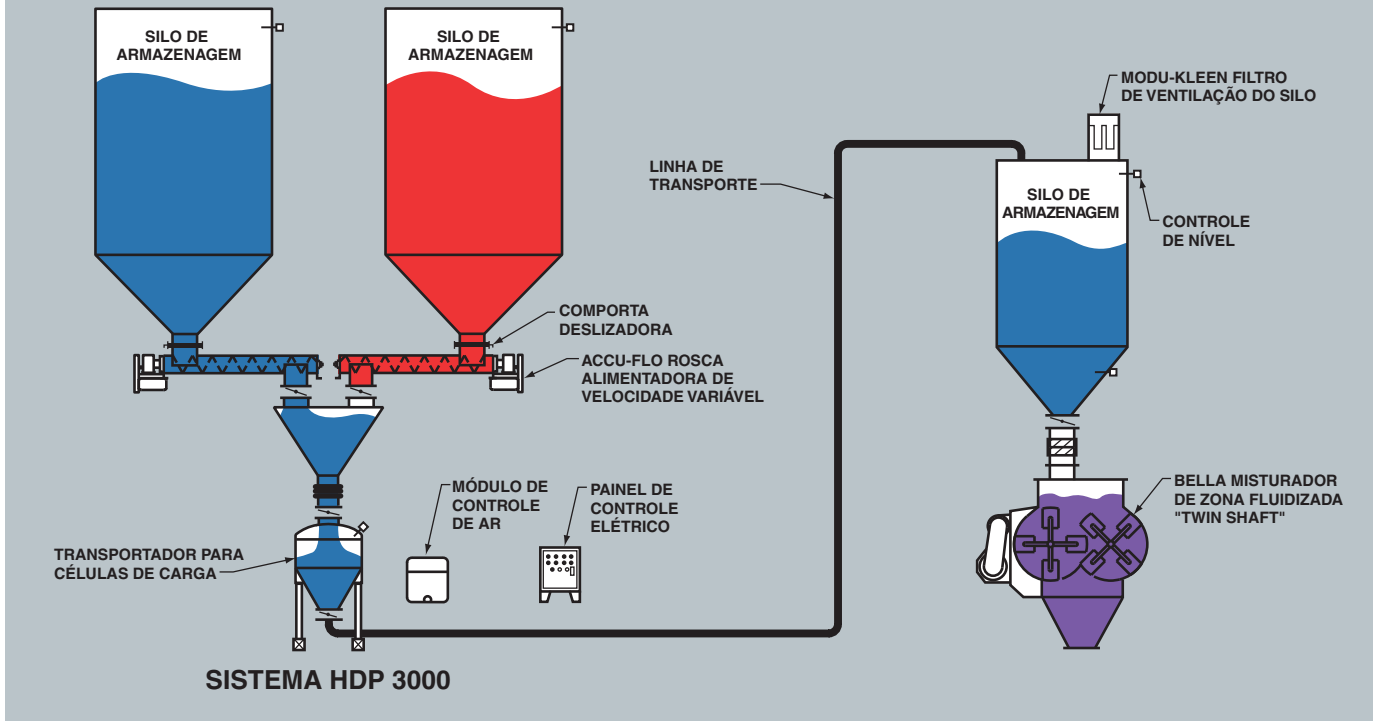 SILO DE
ARMAZENAGEM
SILO DE
ARMAZENAGEM
MODU-KLEEN FILTRO
DE VENTILAÇÃO DO SILO
LINHA DE
TRANSPORTE
SILO DE
ARMAZENAGEM
CONTROLE
DE NÍVEL
COMPORTA
DESLIZADORA
ACCU-FLO ROSCA
ALIMENTADORA DE
VELOCIDADE VARIÁVEL
MÓDULO DE
CONTROLE
DE AR
PAINEL DE
CONTROLE
ELÉTRICO
BELLA MISTURADOR
DE ZONA FLUIDIZADA
"TWIN SHAFT"
TRANSPORTADOR PARA
CÉLULAS DE CARGA
SISTEMA HDP 3000